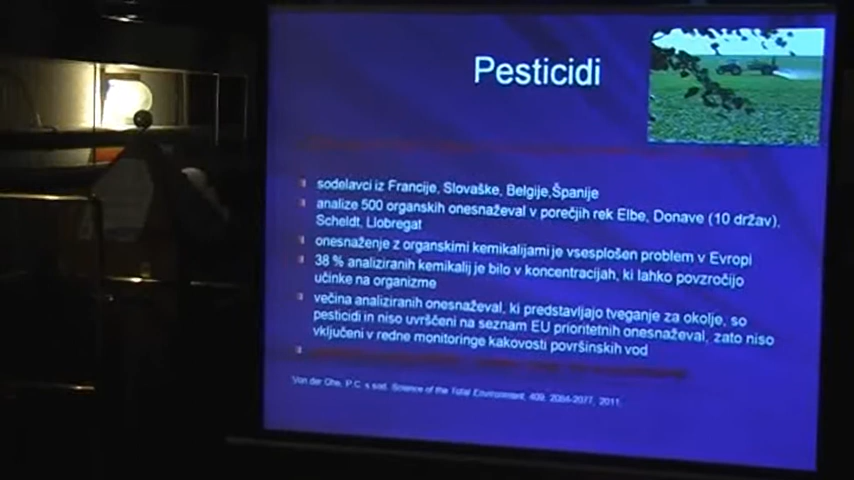 Pesticidi
sodelavci iz Francije, Slovaške, Belgije,Španije
analize 500 organskih onesnaževal v porečjih rek Elbe, Donave (10 držav),
Scheldt, Llobregat
onesnaženje z organskimi kemikalijami je vsesplošen problem v Evropi
38 % analiziranih kemikalij je bilo v koncentracijah, ki lahko povzročijo
učinke na organizme
večina analiziranih onesnaževal, ki predstavljajo tveganje za okolje, so
pesticidi in niso uvrščeni na seznam EU prioritetnih onesnaževal, zato niso
vključeni v redne monitoringe kakovosti površinskih vod
Von der Ohe, P.C. s sod. Science of the Total Environment, 409, 2064-2077, 2011.